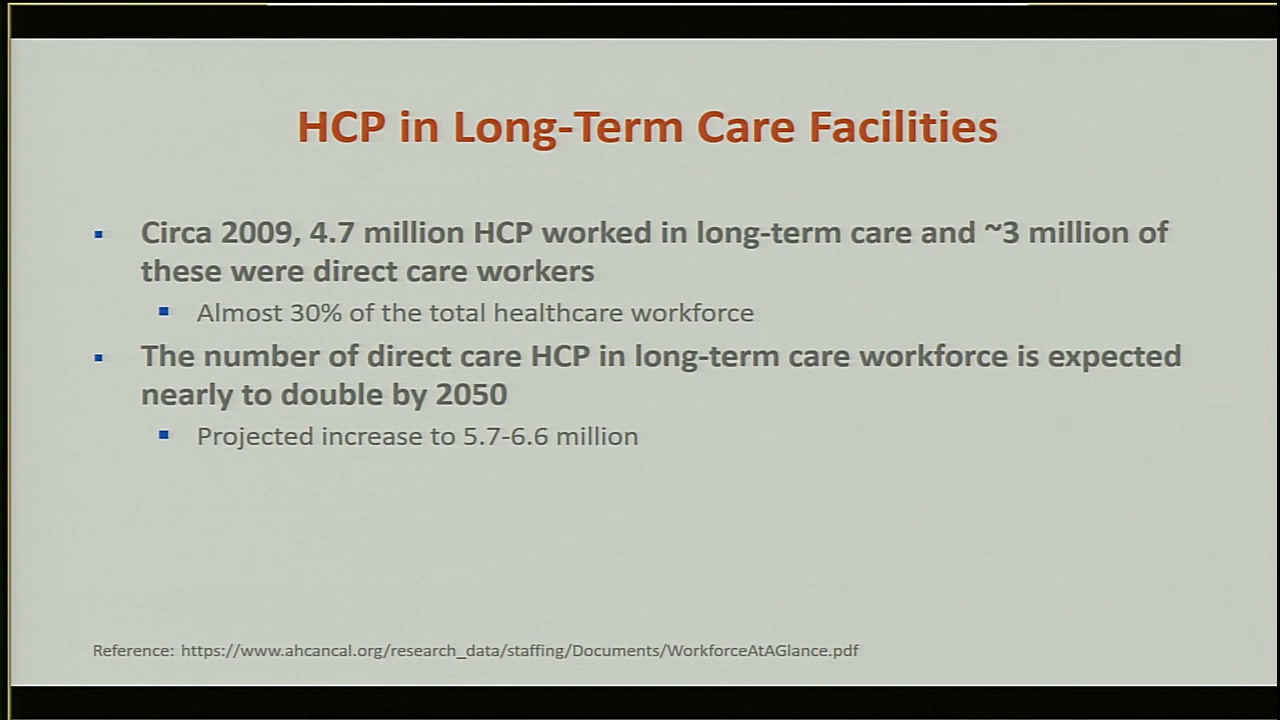 HCP in Long-Term Care Facilities
Circa 2009, 4.7 million HCP worked in long-term care and ~3 million of
these were direct care workers
Almost 30% of the total healthcare workforce
The number of direct care HCP in long-term care workforce is expected
nearly to double by 2050
Projected increase to 5.7-6.6 million
Reference: https://www.ahcancal.org/research_data/staffing/Documents/WorkforceAtAGlance.pdf